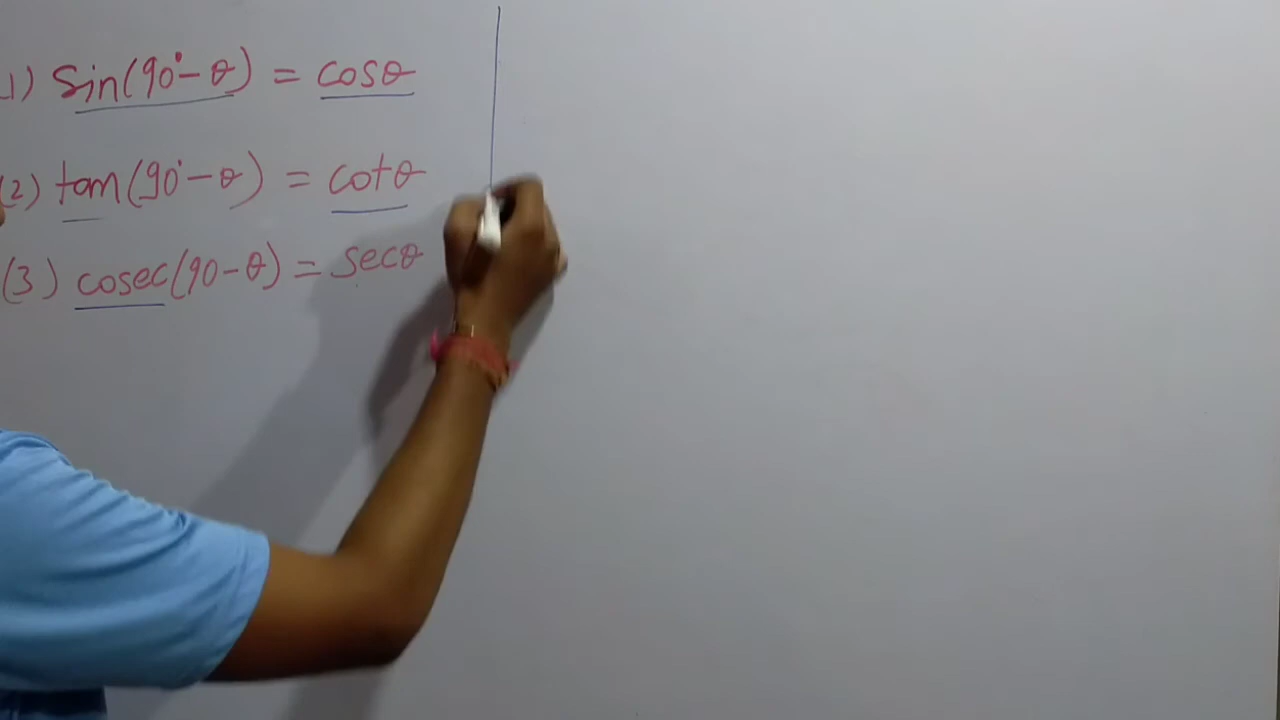 1) Sin(90°-θ) = cosθ
(2) tan(90°-θ) = cotθ
(3) cosec(90-θ) = secθ